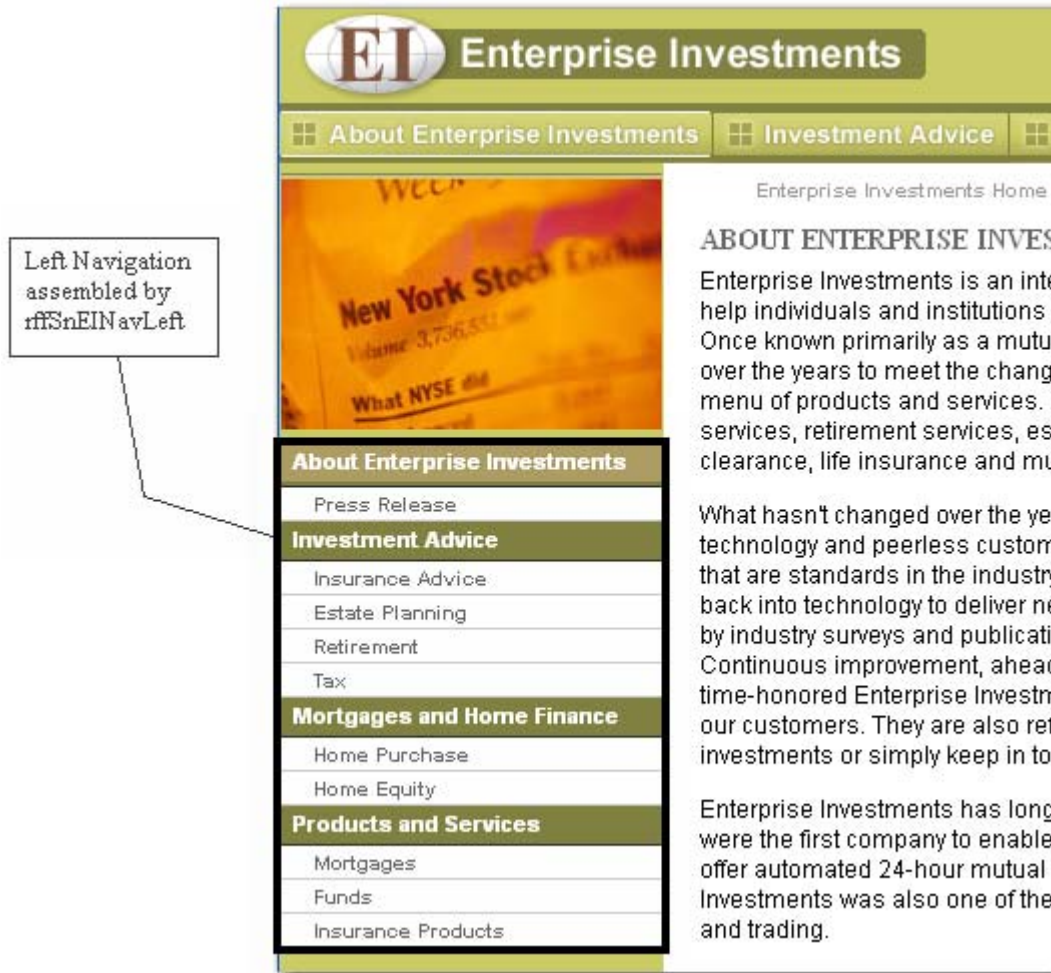 EI Enterprise Investments
About Enterprise Investments Investment Advice
Enterprise Investments Home
Left Navigation
assembled by
rffSnEINavLeft
New York Stock
Volume 3,736,55
What NYSE did
About Enterprise Investments
Press Release
Investment Advice
Insurance Advice
Estate Planning
Retirement
Tax
Mortgages and Home Finance
Home Purchase
Home Equity
Products and Services
Mortgages
Funds
Insurance Products
ABOUT ENTERPRISE INVES
Enterprise Investments is an inte
help individuals and institutions
Once known primarily as a mutu
over the years to meet the chang
menu of products and services.
services, retirement services, es
clearance, life insurance and mu
What hasn't changed over the ye
technology and peerless custom
that are standards in the industry
back into technology to deliver ne
by industry surveys and publicati
Continuous improvement, ahead
time-honored Enterprise Investm
our customers. They are also ref
investments or simply keep in to
Enterprise Investments has long
were the first company to enable
offer automated 24-hour mutual
Investments was also one of the
and trading.